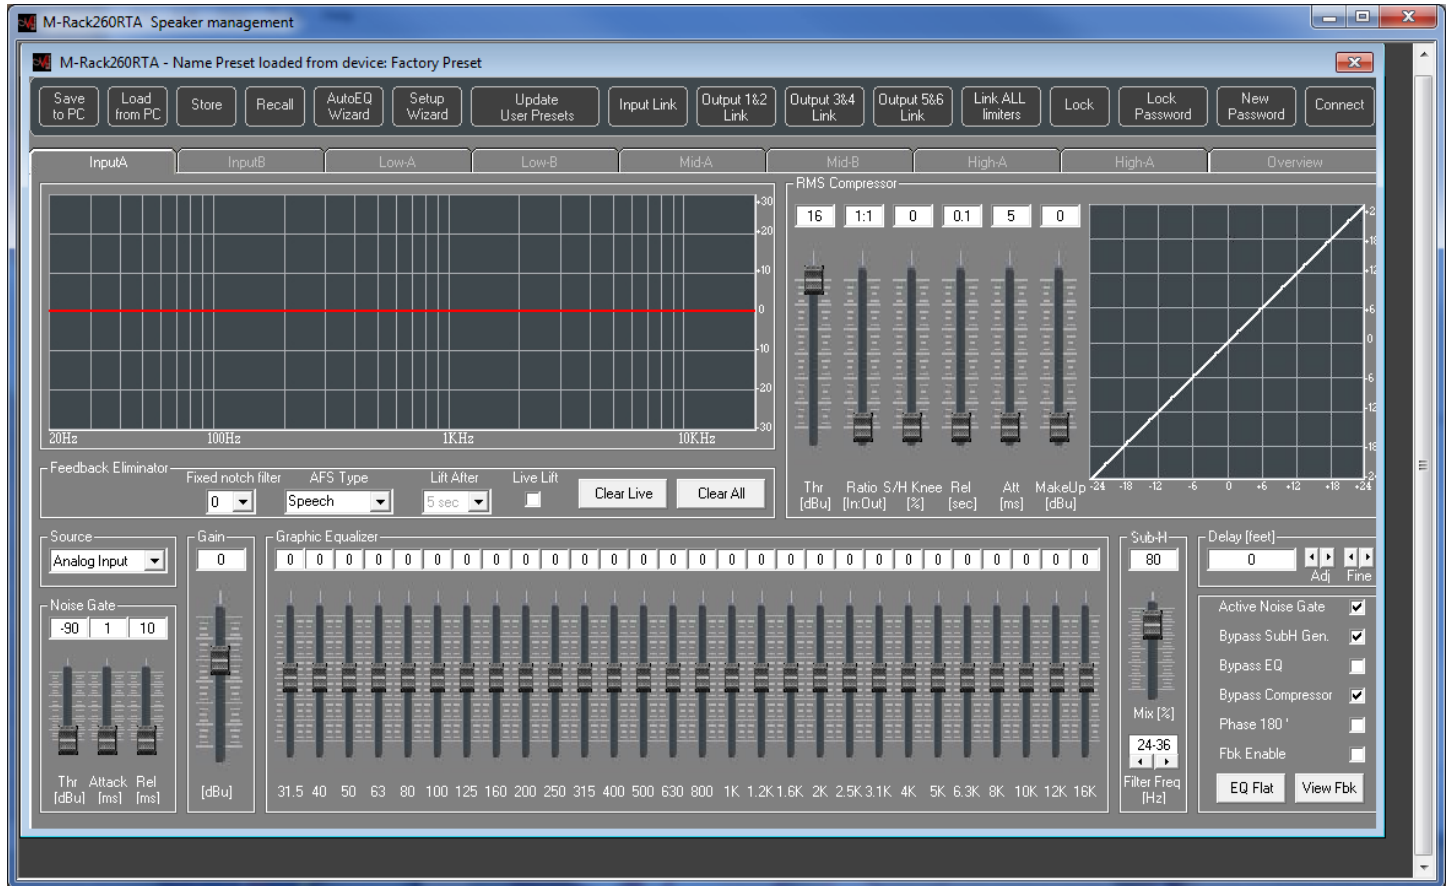 M-Rack260RTA  Speaker management
M-Rack260RTA - Name Preset loaded from device: Factory Preset
Save to PC
Load from PC
Store
Recall
AutoEQ Wizard
Setup Wizard
Update User Presets
Input Link
Output 1&2 Link
Output 3&4 Link
Output 5&6 Link
Link ALL limiters
Lock
Lock Password
New Password
Connect
InputA InputB Low-A Low-B Mid-A Mid-B High-A High-A Overview
+30
+20
+10
0
-10
-20
-30
20Hz 100Hz 1KHz 10KHz
RMS Compressor
16 1:1 0 0.1 5 0
Thr Ratio S/H Knee Rel Att MakeUp
[dBu] [In:Out] [%] [sec] [ms] [dBu]
+18
+12
+6
0
-6
-12
-18
-24 -18 -12 -6 0 +6 +12 +18 +24
Feedback Eliminator
Fixed notch filter AFS Type Lift After Live Lift
0 Speech 5 sec Clear Live Clear All
Source
Analog Input
Noise Gate
-90 1 10
Thr Attack Rel
[dBu] [ms] [ms]
Gain
0
[dBu]
Graphic Equalizer
0 0 0 0 0 0 0 0 0 0 0 0 0 0 0 0 0 0 0 0 0 0 0 0 0 0 0 0
31.5 40 50 63 80 100 125 160 200 250 315 400 500 630 800 1K 1.2K 1.6K 2K 2.5K 3.1K 4K 5K 6.3K 8K 10K 12K 16K
Sub-H
80
Mix [%]
24-36
Filter Freq
[Hz]
Delay [feet]
0
Adj Fine
Active Noise Gate
Bypass SubH Gen.
Bypass EQ
Bypass Compressor
Phase 180 '
Fbk Enable
EQ Flat View Fbk